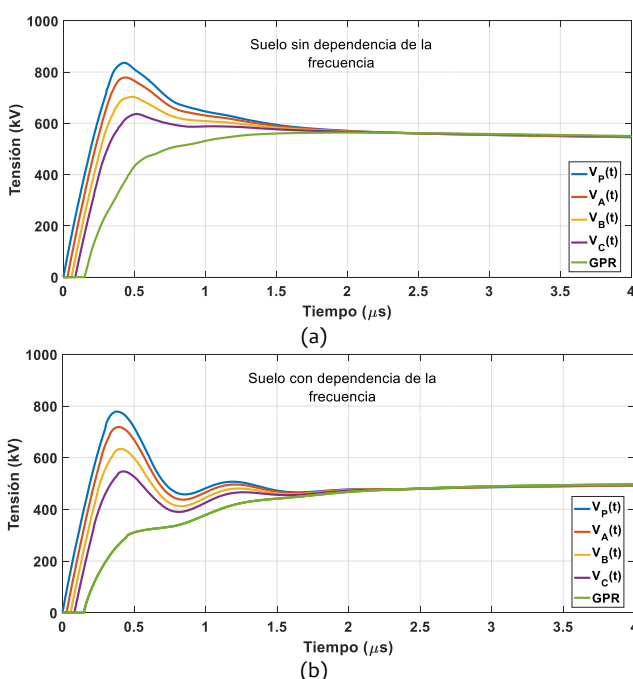 1000
800
600
400
200
0
Tensión (kV)
Suelo sin dependencia de la
frecuencia
V_P(t)
V_A(t)
V_B(t)
V_C(t)
GPR
0 0.5 1 1.5 2 2.5 3 3.5 4
Tiempo (μs)
(a)
1000
800
600
400
200
0
Tensión (kV)
Suelo con dependencia de la
frecuencia
V_P(t)
V_A(t)
V_B(t)
V_C(t)
GPR
0 0.5 1 1.5 2 2.5 3 3.5 4
Tiempo (μs)
(b)